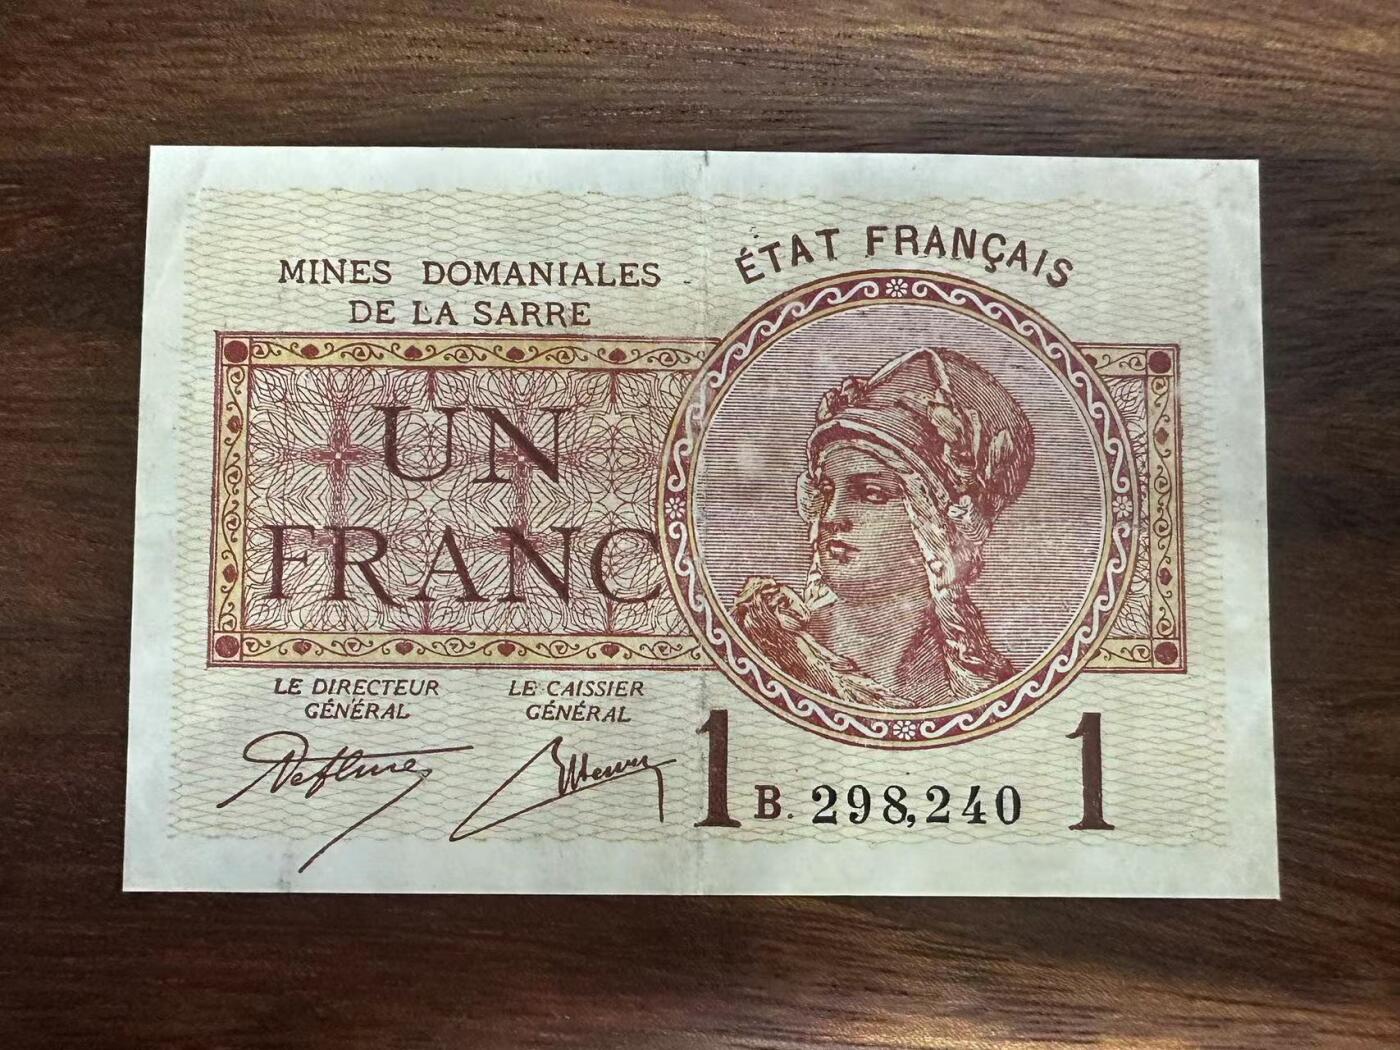 MINES DOMANIALES
DE LA SARRE
ÉTAT FRANÇAIS
UN
FRANC
LE DIRECTEUR
GÉNÉRAL
LE CAISSIER
GÉNÉRAL
1 B. 298,240 1